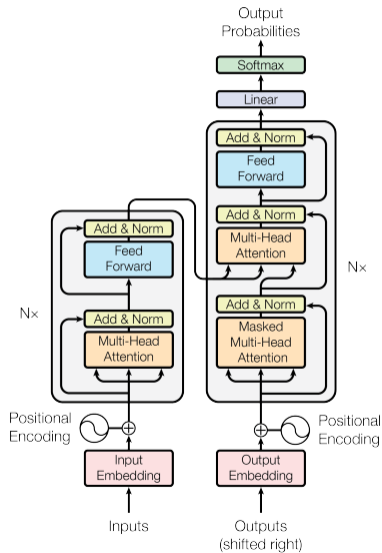 Output
Probabilities
Softmax
Linear
Add & Norm
Feed
Forward
Add & Norm
Multi-Head
Attention
Add & Norm
Masked
Multi-Head
Attention
N×
Add & Norm
Feed
Forward
Add & Norm
Multi-Head
Attention
N×
Positional
Encoding
Positional
Encoding
Input
Embedding
Output
Embedding
Inputs
Outputs
(shifted right)